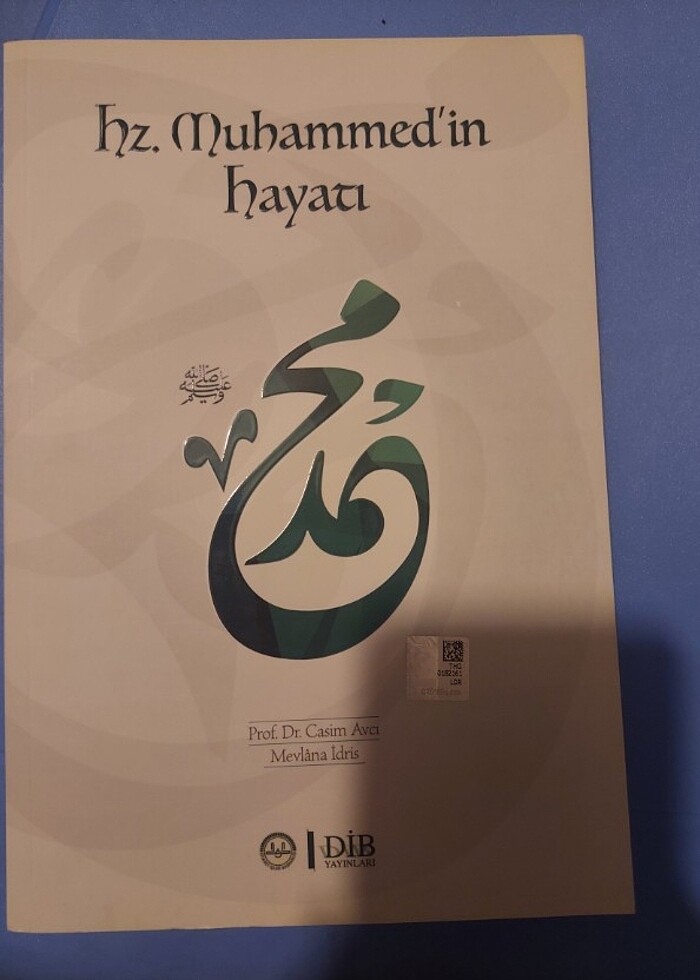 Hz. Muhammed'in
Hayatı
محمد
صلى الله عليه وسلم
Prof. Dr. Casim Avcı
Mevlâna İdris
DİB
YAYINLARI